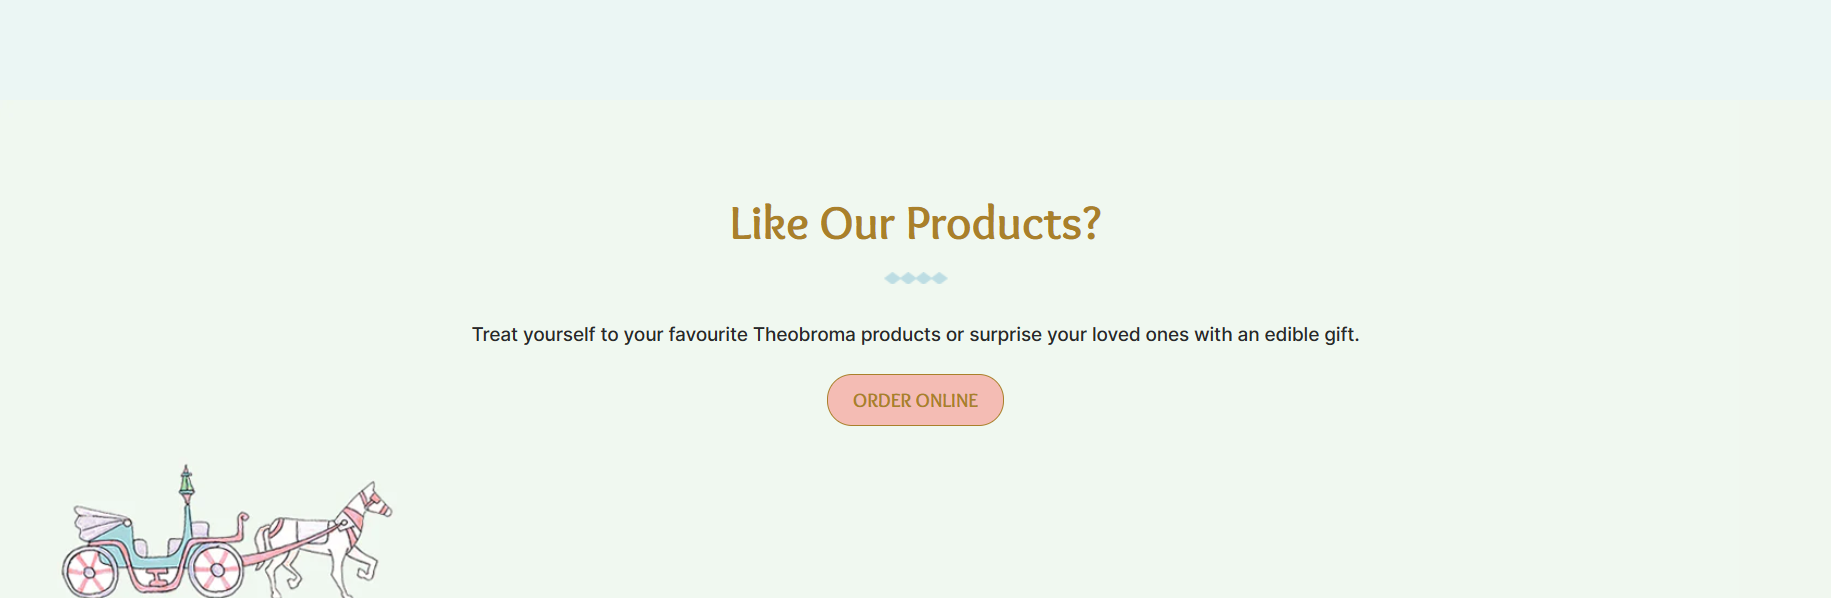 Like Our Products?
Treat yourself to your favourite Theobroma products or surprise your loved ones with an edible gift.
ORDER ONLINE